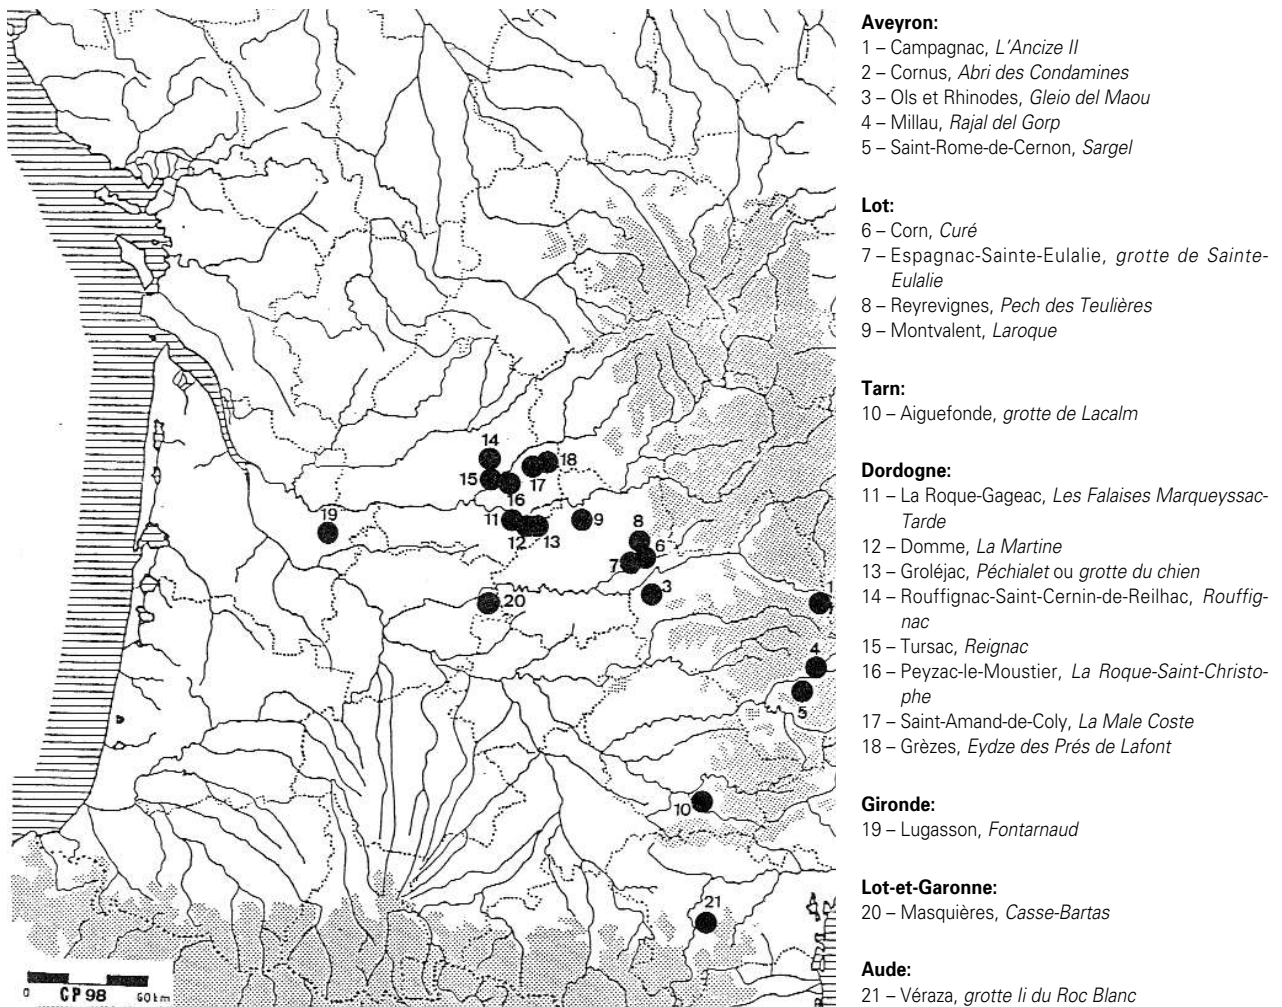 Aveyron:
1 – Campagnac, L'Ancize II
2 – Cornus, Abri des Condamines
3 – Ols et Rhinodes, Gleio del Maou
4 – Millau, Rajal del Gorp
5 – Saint-Rome-de-Cernon, Sargel
Lot:
6 – Corn, Curé
7 – Espagnac-Sainte-Eulalie, grotte de Sainte-
Eulalie
8 – Reyrevignes, Pech des Teulières
9 – Montvalent, Laroque
Tarn:
10 – Aiguefonde, grotte de Lacalm
Dordogne:
11 – La Roque-Gageac, Les Falaises Marqueyssac-
Tarde
12 – Domme, La Martine
13 – Groléjac, Péchialet ou grotte du chien
14 – Rouffignac-Saint-Cernin-de-Reilhac, Rouffig-
nac
15 – Tursac, Reignac
16 – Peyzac-le-Moustier, La Roque-Saint-Christo-
phe
17 – Saint-Amand-de-Coly, La Male Coste
18 – Grèzes, Eydze des Prés de Lafont
Gironde:
19 – Lugasson, Fontarnaud
Lot-et-Garonne:
20 – Masquières, Casse-Bartas
Aude:
21 – Véraza, grotte li du Roc Blanc
14
15
16
17
18
19
11
12
13
9
8
6
7
3
20
1
4
5
10
21
0 CP 98 60 km